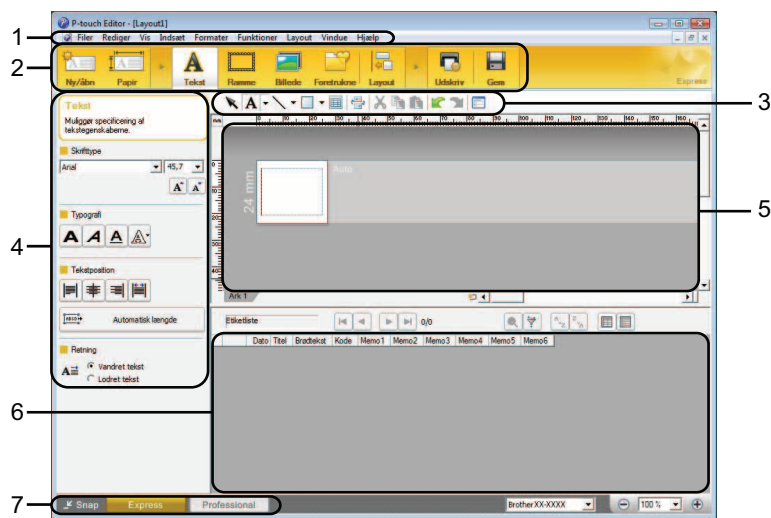 P-touch Editor - [Layout1]
1
Filer Rediger Vis Indsæt Formater Funktioner Layout Vindue Hjælp
2
Ny/åbn Papir Tekst Ramme Billede Foretrukne Layout Udskriv Gem Express
3
4
Tekst
Muliggør specificering af
tekstegenskaberne.
Skrifttype
Arial 45,7
Typografi
Tekstposition
Automatisk længde
Retning
Vandret tekst
Lodret tekst
5
24 mm
Auto
Ark 1
Etiketliste 0/0
6
Dato Titel Brødtekst Kode Memo1 Memo2 Memo3 Memo4 Memo5 Memo6
7
Snap Express Professional Brother XX-XXXX 100 %